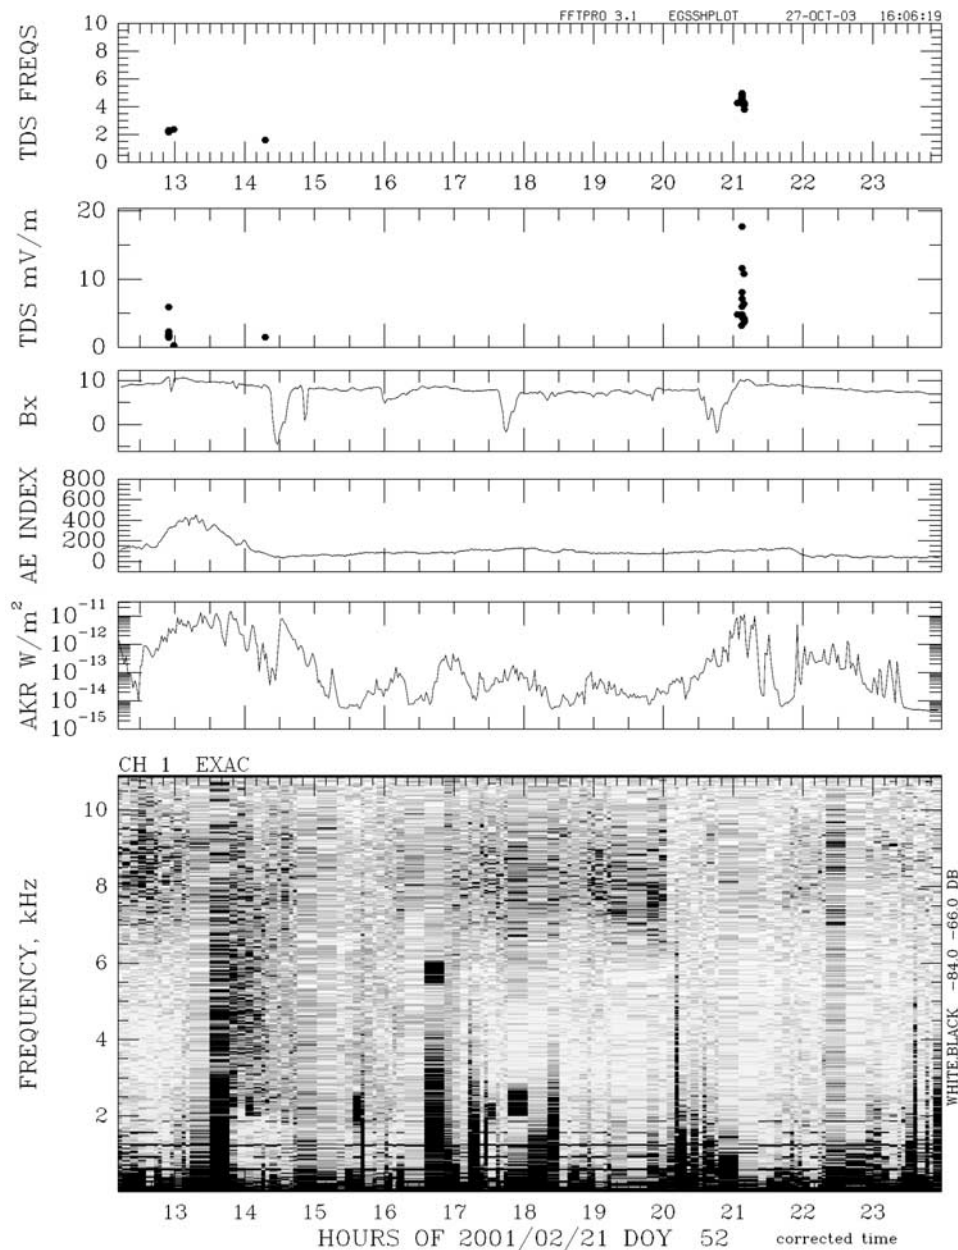 FFTPRO 3.1 EGSSHPLOT 27-OCT-03 16:06:19
TDS FREQS
10
8
6
4
2
0
13 14 15 16 17 18 19 20 21 22 23
TDS mV/m
20
10
0
Bx
10
0
AE INDEX
800
600
400
200
0
AKR W/m²
10⁻¹¹
10⁻¹²
10⁻¹³
10⁻¹⁴
10⁻¹⁵
10
CH 1 EXAC
FREQUENCY, kHz
10
8
6
4
2
WHITE,BLACK -84.0 -66.0 DB
13 14 15 16 17 18 19 20 21 22 23
HOURS OF 2001/02/21 DOY 52 corrected time